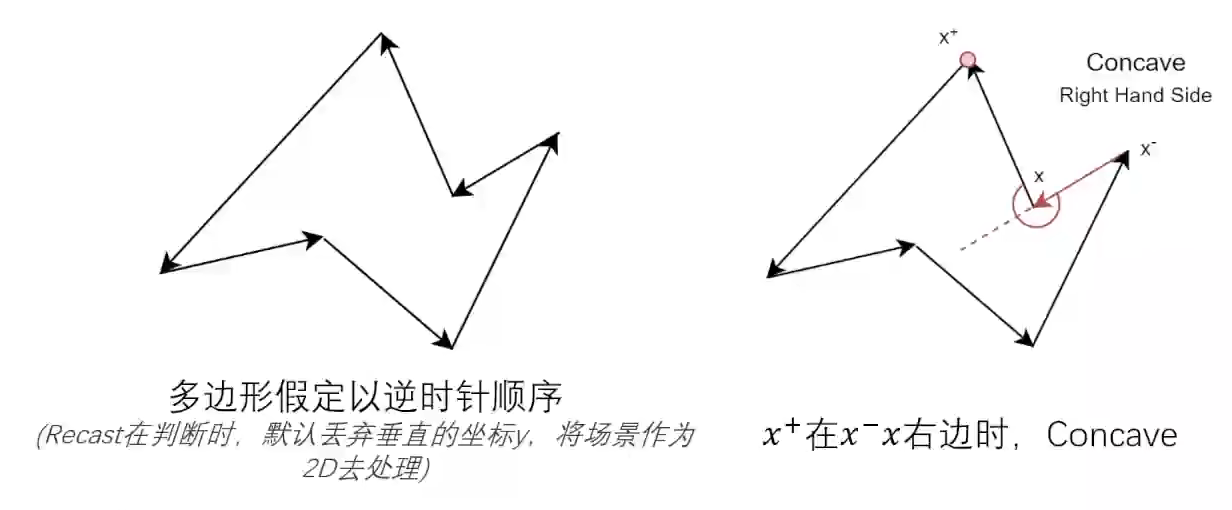 x⁺
Concave
Right Hand Side
x⁻
x
多边形假定以逆时针顺序
(Recast在判断时，默认丢弃垂直的坐标y，将场景作为
2D去处理)
x⁺在x⁻x右边时，Concave